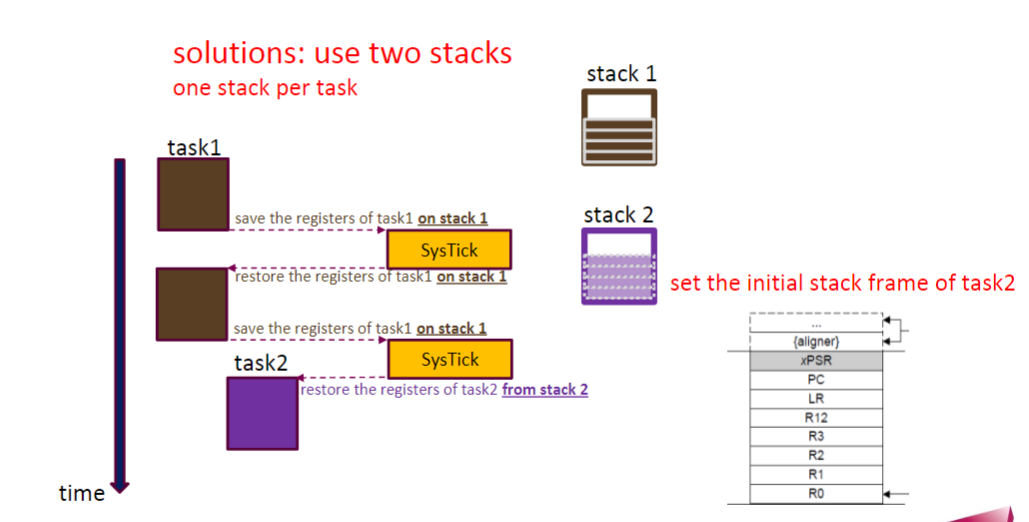 solutions: use two stacks
one stack per task
stack 1
task1
save the registers of task1 on stack 1
SysTick
restore the registers of task1 on stack 1
stack 2
set the initial stack frame of task2
save the registers of task1 on stack 1
SysTick
task2
restore the registers of task2 from stack 2
time
...
{aligner}
xPSR
PC
LR
R12
R3
R2
R1
R0